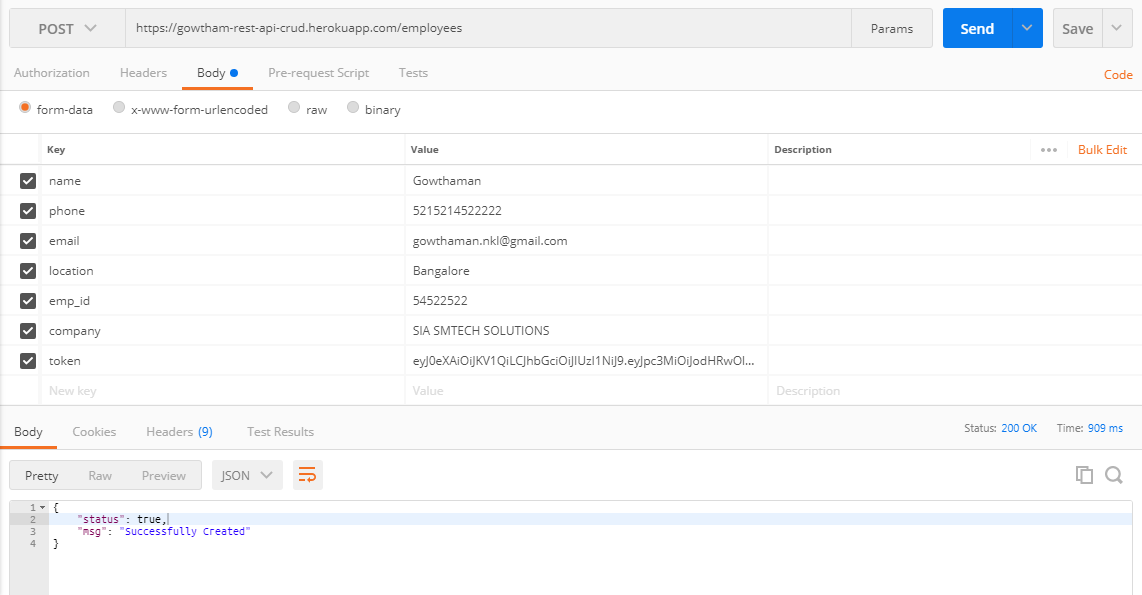 POST https://gowtham-rest-api-crud.herokuapp.com/employees Params Send Save
Authorization Headers Body Pre-request Script Tests Code
form-data x-www-form-urlencoded raw binary
Key Value Description ••• Bulk Edit
name Gowthaman
phone 5215214522222
email gowthaman.nkl@gmail.com
location Bangalore
emp_id 54522522
company SIA SMTECH SOLUTIONS
token eyJ0eXAiOiJKV1QiLCJhbGciOiJIUzI1NiJ9.eyJpc3MiOiJodHRwOl...
New key Value Description
Body Cookies Headers (9) Test Results Status: 200 OK Time: 909 ms
Pretty Raw Preview JSON
1 {
2 "status": true,
3 "msg": "Successfully Created"
4 }